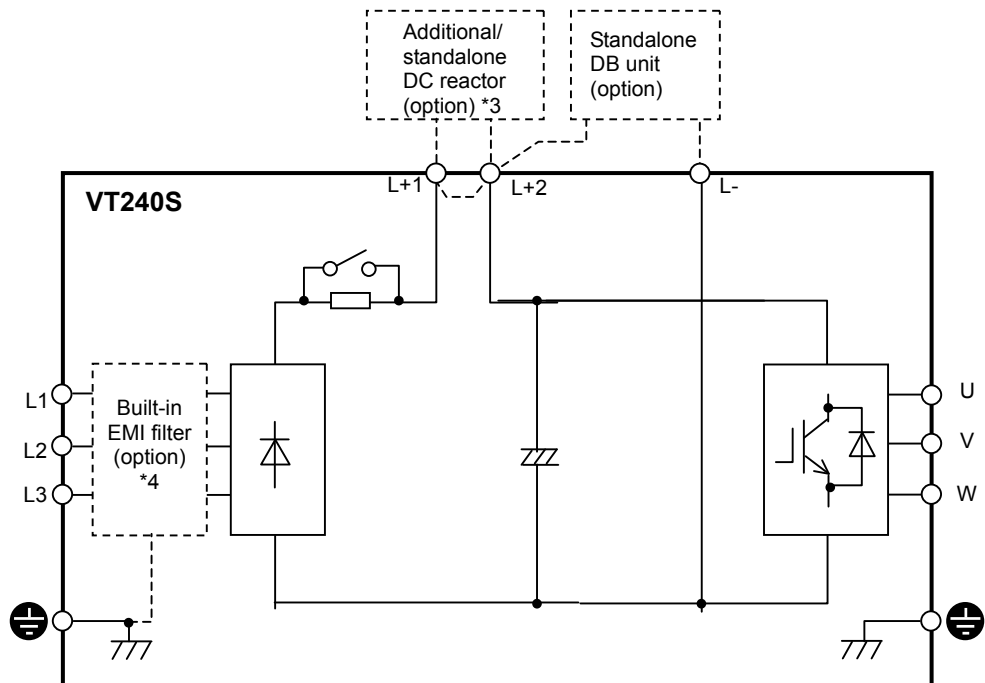 Additional/
standalone
DC reactor
(option) *3
Standalone
DB unit
(option)
L+1
L+2
L-
VT240S
L1
L2
L3
Built-in
EMI filter
(option)
*4
U
V
W